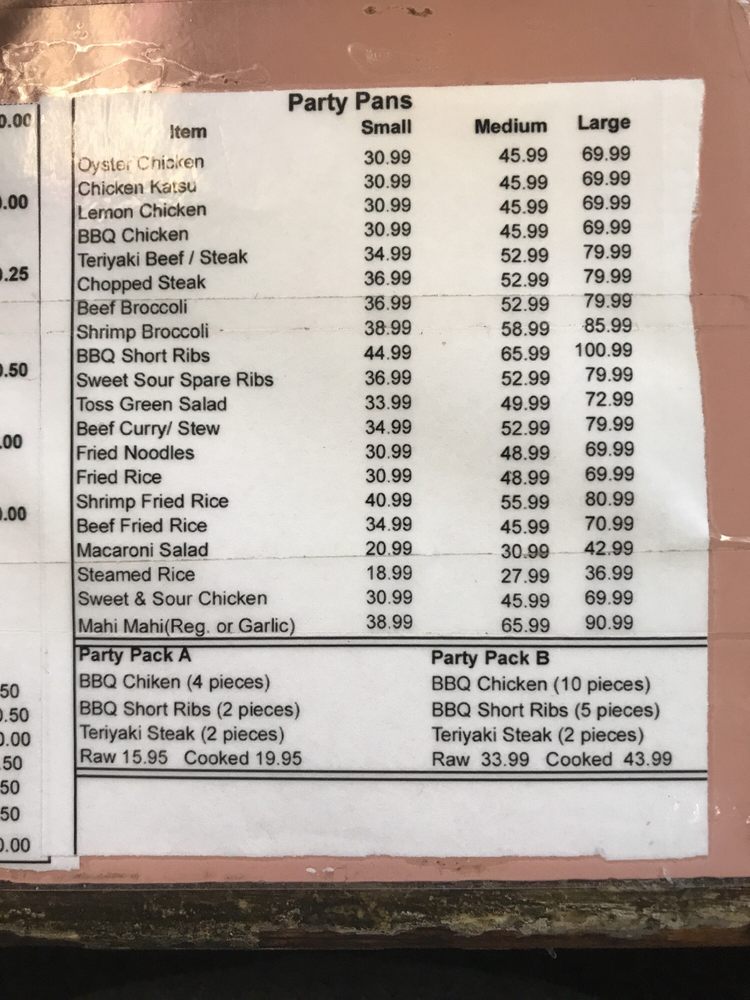 Party Pans
Item Small Medium Large
Oyster Chicken 30.99 45.99 69.99
Chicken Katsu 30.99 45.99 69.99
Lemon Chicken 30.99 45.99 69.99
BBQ Chicken 30.99 45.99 69.99
Teriyaki Beef / Steak 34.99 52.99 79.99
Chopped Steak 36.99 52.99 79.99
Beef Broccoli 36.99 52.99 79.99
Shrimp Broccoli 38.99 58.99 85.99
BBQ Short Ribs 44.99 65.99 100.99
Sweet Sour Spare Ribs 36.99 52.99 79.99
Toss Green Salad 33.99 49.99 72.99
Beef Curry/ Stew 34.99 52.99 79.99
Fried Noodles 30.99 48.99 69.99
Fried Rice 30.99 48.99 69.99
Shrimp Fried Rice 40.99 55.99 80.99
Beef Fried Rice 34.99 45.99 70.99
Macaroni Salad 20.99 30.99 42.99
Steamed Rice 18.99 27.99 36.99
Sweet & Sour Chicken 30.99 45.99 69.99
Mahi Mahi(Reg. or Garlic) 38.99 65.99 90.99
Party Pack A
BBQ Chiken (4 pieces)
BBQ Short Ribs (2 pieces)
Teriyaki Steak (2 pieces)
Raw 15.95 Cooked 19.95
Party Pack B
BBQ Chicken (10 pieces)
BBQ Short Ribs (5 pieces)
Teriyaki Steak (2 pieces)
Raw 33.99 Cooked 43.99